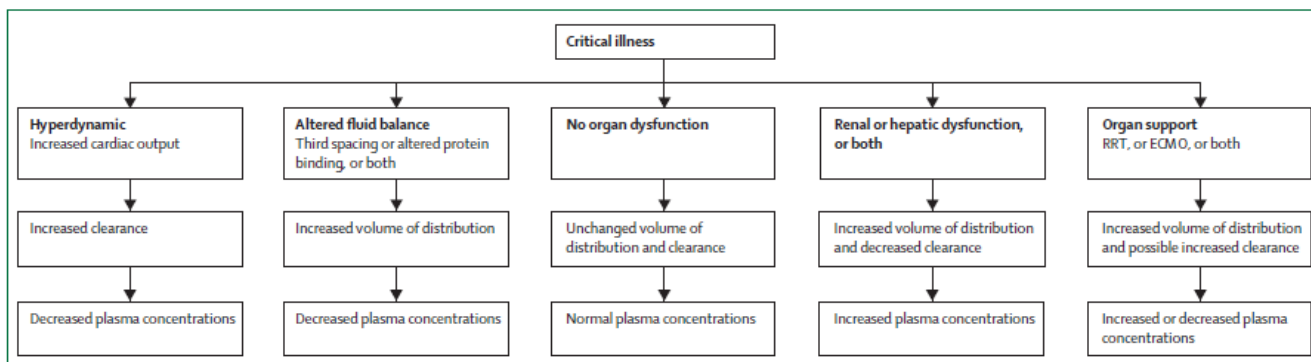 Critical illness
Hyperdynamic
Increased cardiac output
Altered fluid balance
Third spacing or altered protein
binding, or both
No organ dysfunction
Renal or hepatic dysfunction,
or both
Organ support
RRT, or ECMO, or both
Increased clearance
Increased volume of distribution
Unchanged volume of
distribution and clearance
Increased volume of distribution
and decreased clearance
Increased volume of distribution
and possible increased clearance
Decreased plasma concentrations
Decreased plasma concentrations
Normal plasma concentrations
Increased plasma concentrations
Increased or decreased plasma
concentrations